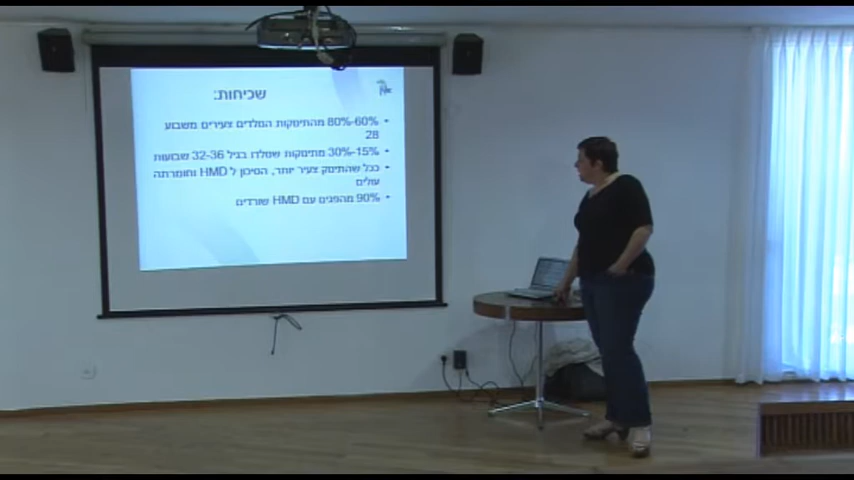 שכיחות:
• 60%-80% מהתינוקות הנולדים צעירים משבוע
28
• 15%-30% מתינוקות שנולדו בגיל 32-36 שבועות
• ככל שהתינוק צעיר יותר, הסיכון ל HMD וחומרתה
עולים
• 90% מהפגים עם HMD שורדים